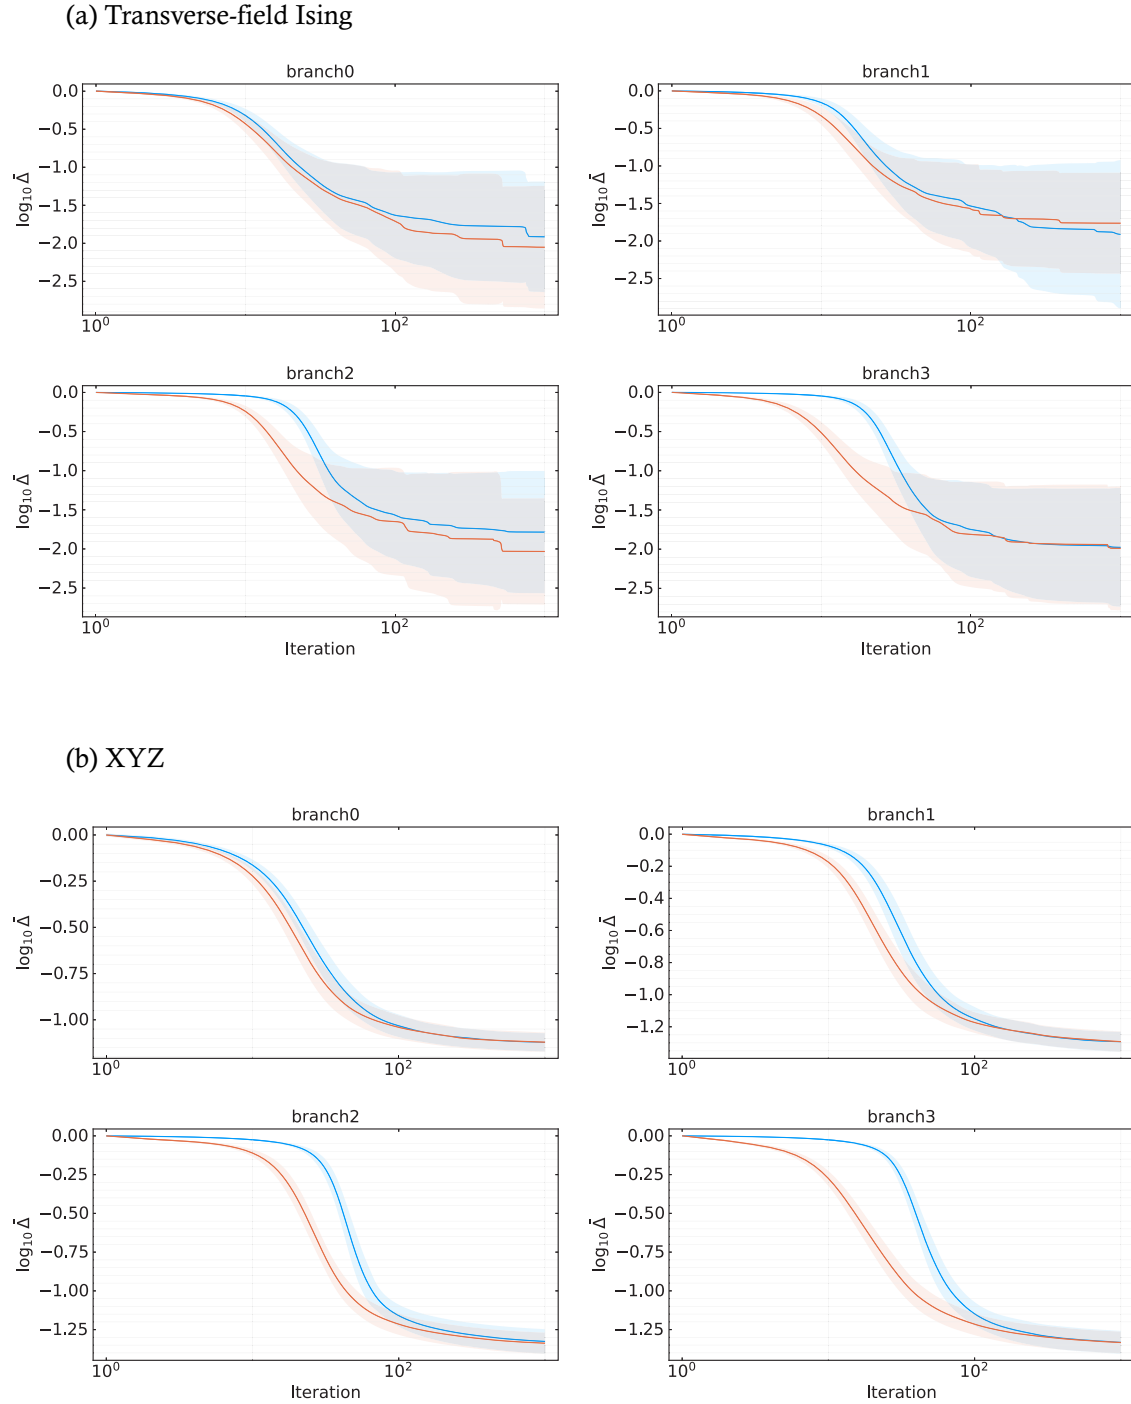 (a) Transverse-field Ising
branch0
0.0
−0.5
−1.0
−1.5
−2.0
−2.5
log₁₀ Δ̄
10⁰
10²
branch1
0.0
−0.5
−1.0
−1.5
−2.0
−2.5
log₁₀ Δ̄
10⁰
10²
branch2
0.0
−0.5
−1.0
−1.5
−2.0
−2.5
log₁₀ Δ̄
10⁰
10²
Iteration
branch3
0.0
−0.5
−1.0
−1.5
−2.0
−2.5
log₁₀ Δ̄
10⁰
10²
Iteration
(b) XYZ
branch0
0.00
−0.25
−0.50
−0.75
−1.00
log₁₀ Δ̄
10⁰
10²
branch1
0.0
−0.2
−0.4
−0.6
−0.8
−1.0
−1.2
log₁₀ Δ̄
10⁰
10²
branch2
0.00
−0.25
−0.50
−0.75
−1.00
−1.25
log₁₀ Δ̄
10⁰
10²
Iteration
branch3
0.00
−0.25
−0.50
−0.75
−1.00
−1.25
log₁₀ Δ̄
10⁰
10²
Iteration